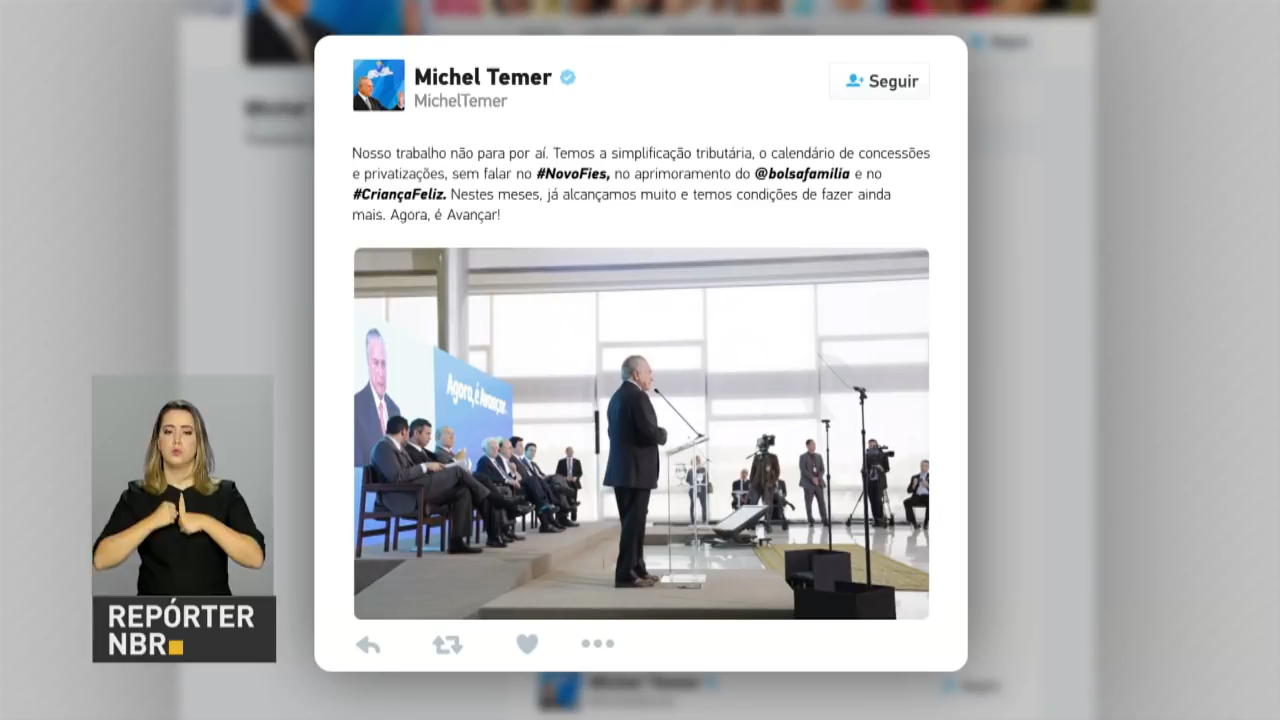 Michel Temer
MichelTemer
Seguir
Nosso trabalho não para por aí. Temos a simplificação tributária, o calendário de concessões
e privatizações, sem falar no #NovoFies, no aprimoramento do @bolsafamilia e no
#CriançaFeliz. Nestes meses, já alcançamos muito e temos condições de fazer ainda
mais. Agora, é Avançar!
Agora, é Avançar.
REPÓRTER
NBR